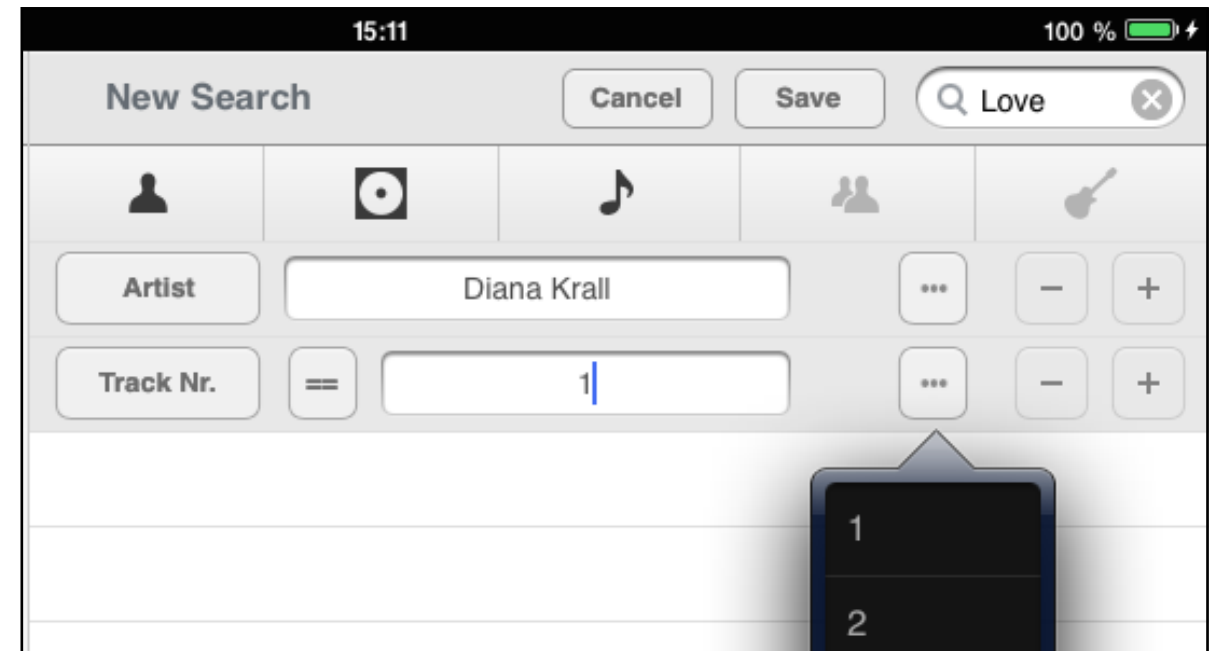 15:11 100 %
New Search Cancel Save Love
Artist Diana Krall ••• − +
Track Nr. == 1 ••• − +
1
2